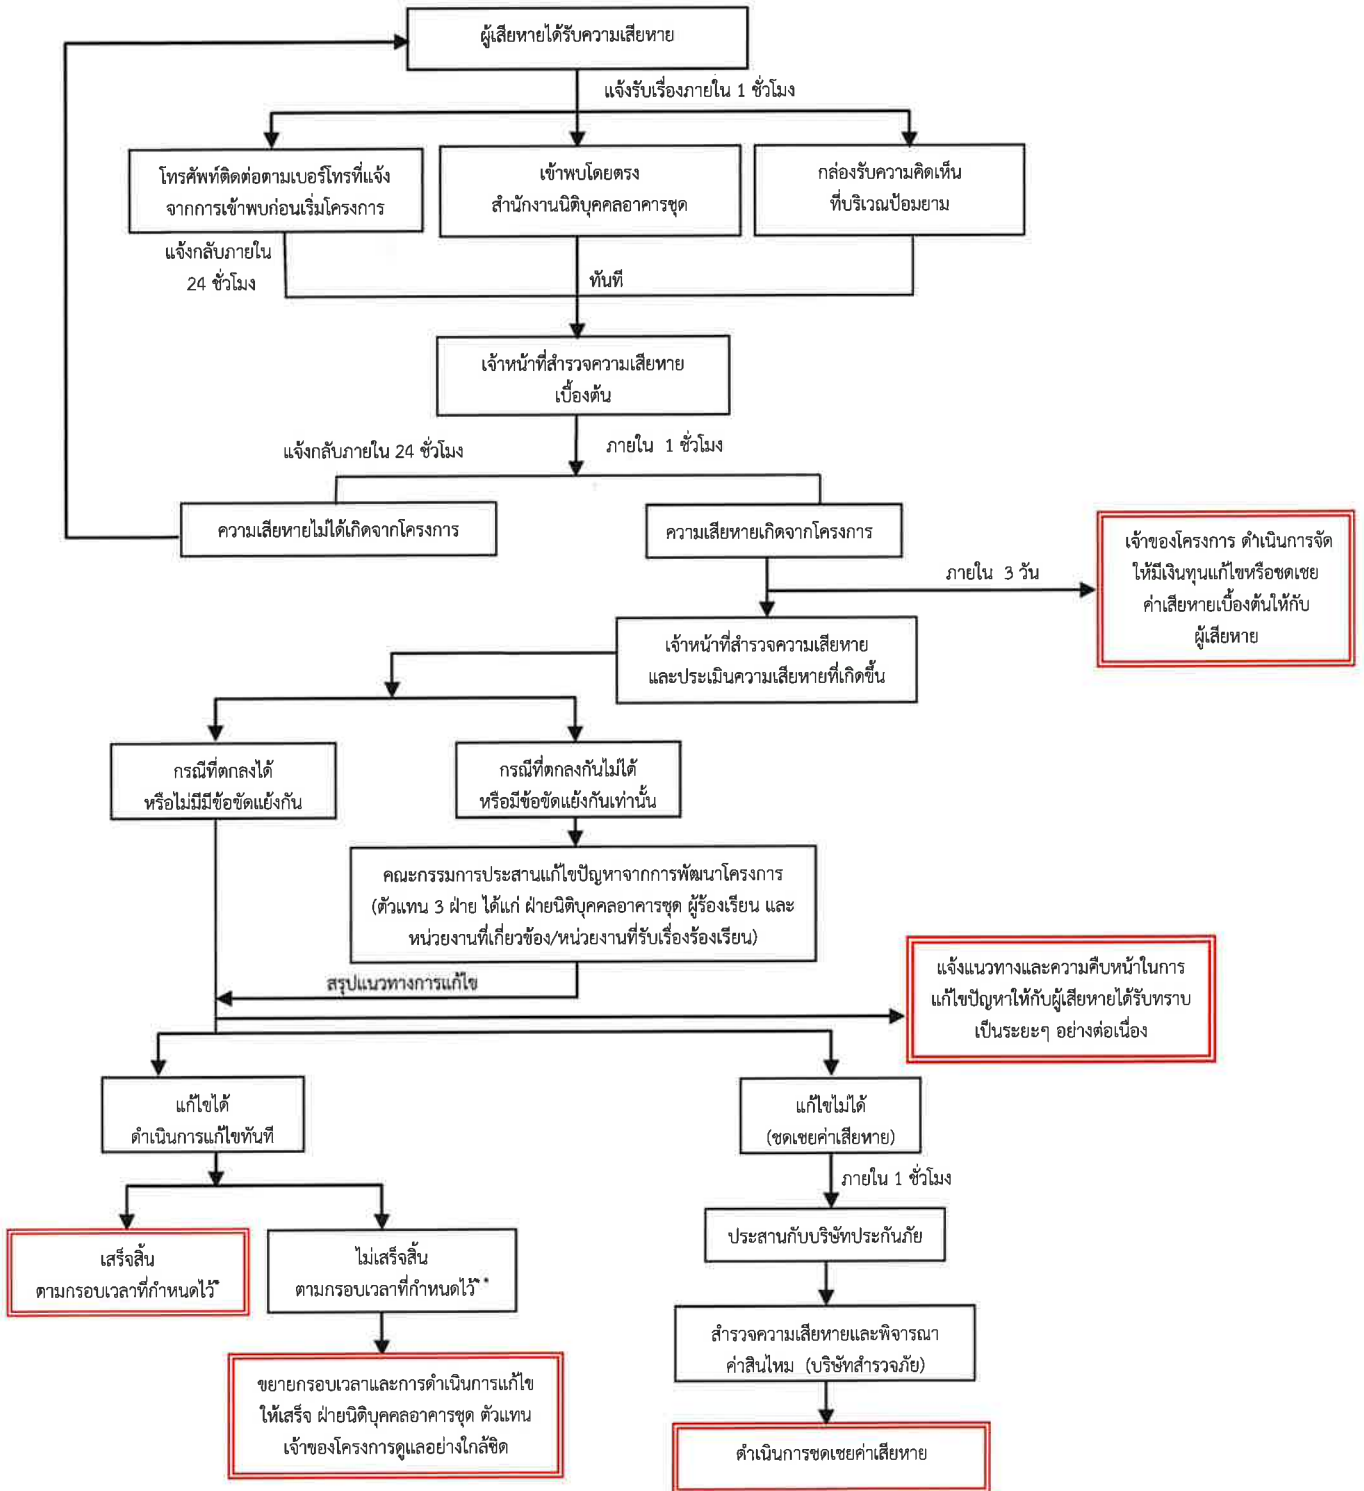 ผู้เสียหายได้รับความเสียหาย
แจ้งรับเรื่องภายใน 1 ชั่วโมง
โทรศัพท์ติดต่อตามเบอร์โทรที่แจ้ง
จากการเข้าพบก่อนเริ่มโครงการ
เข้าพบโดยตรง
สำนักงานนิติบุคคลอาคารชุด
กล่องรับความคิดเห็น
ที่บริเวณป้อมยาม
แจ้งกลับภายใน
24 ชั่วโมง
ทันที
เจ้าหน้าที่สำรวจความเสียหาย
เบื้องต้น
แจ้งกลับภายใน 24 ชั่วโมง
ภายใน 1 ชั่วโมง
ความเสียหายไม่ได้เกิดจากโครงการ
ความเสียหายเกิดจากโครงการ
ภายใน 3 วัน
เจ้าของโครงการ ดำเนินการจัด
ให้มีเงินทุนแก้ไขหรือชดเชย
ค่าเสียหายเบื้องต้นให้กับ
ผู้เสียหาย
เจ้าหน้าที่สำรวจความเสียหาย
และประเมินความเสียหายที่เกิดขึ้น
กรณีที่ตกลงได้
หรือไม่มีมีข้อขัดแย้งกัน
กรณีที่ตกลงกันไม่ได้
หรือมีข้อขัดแย้งกันเท่านั้น
คณะกรรมการประสานแก้ไขปัญหาจากการพัฒนาโครงการ
(ตัวแทน 3 ฝ่าย ได้แก่ ฝ่ายนิติบุคคลอาคารชุด ผู้ร้องเรียน และ
หน่วยงานที่เกี่ยวข้อง/หน่วยงานที่รับเรื่องร้องเรียน)
สรุปแนวทางการแก้ไข
แจ้งแนวทางและความคืบหน้าในการ
แก้ไขปัญหาให้กับผู้เสียหายได้รับทราบ
เป็นระยะๆ อย่างต่อเนื่อง
แก้ไขได้
ดำเนินการแก้ไขทันที
แก้ไขไม่ได้
(ชดเชยค่าเสียหาย)
ภายใน 1 ชั่วโมง
เสร็จสิ้น
ตามกรอบเวลาที่กำหนดไว้*
ไม่เสร็จสิ้น
ตามกรอบเวลาที่กำหนดไว้**
ประสานกับบริษัทประกันภัย
สำรวจความเสียหายและพิจารณา
ค่าสินไหม (บริษัทสำรวจภัย)
ขยายกรอบเวลาและการดำเนินการแก้ไข
ให้เสร็จ ฝ่ายนิติบุคคลอาคารชุด ตัวแทน
เจ้าของโครงการดูแลอย่างใกล้ชิด
ดำเนินการชดเชยค่าเสียหาย